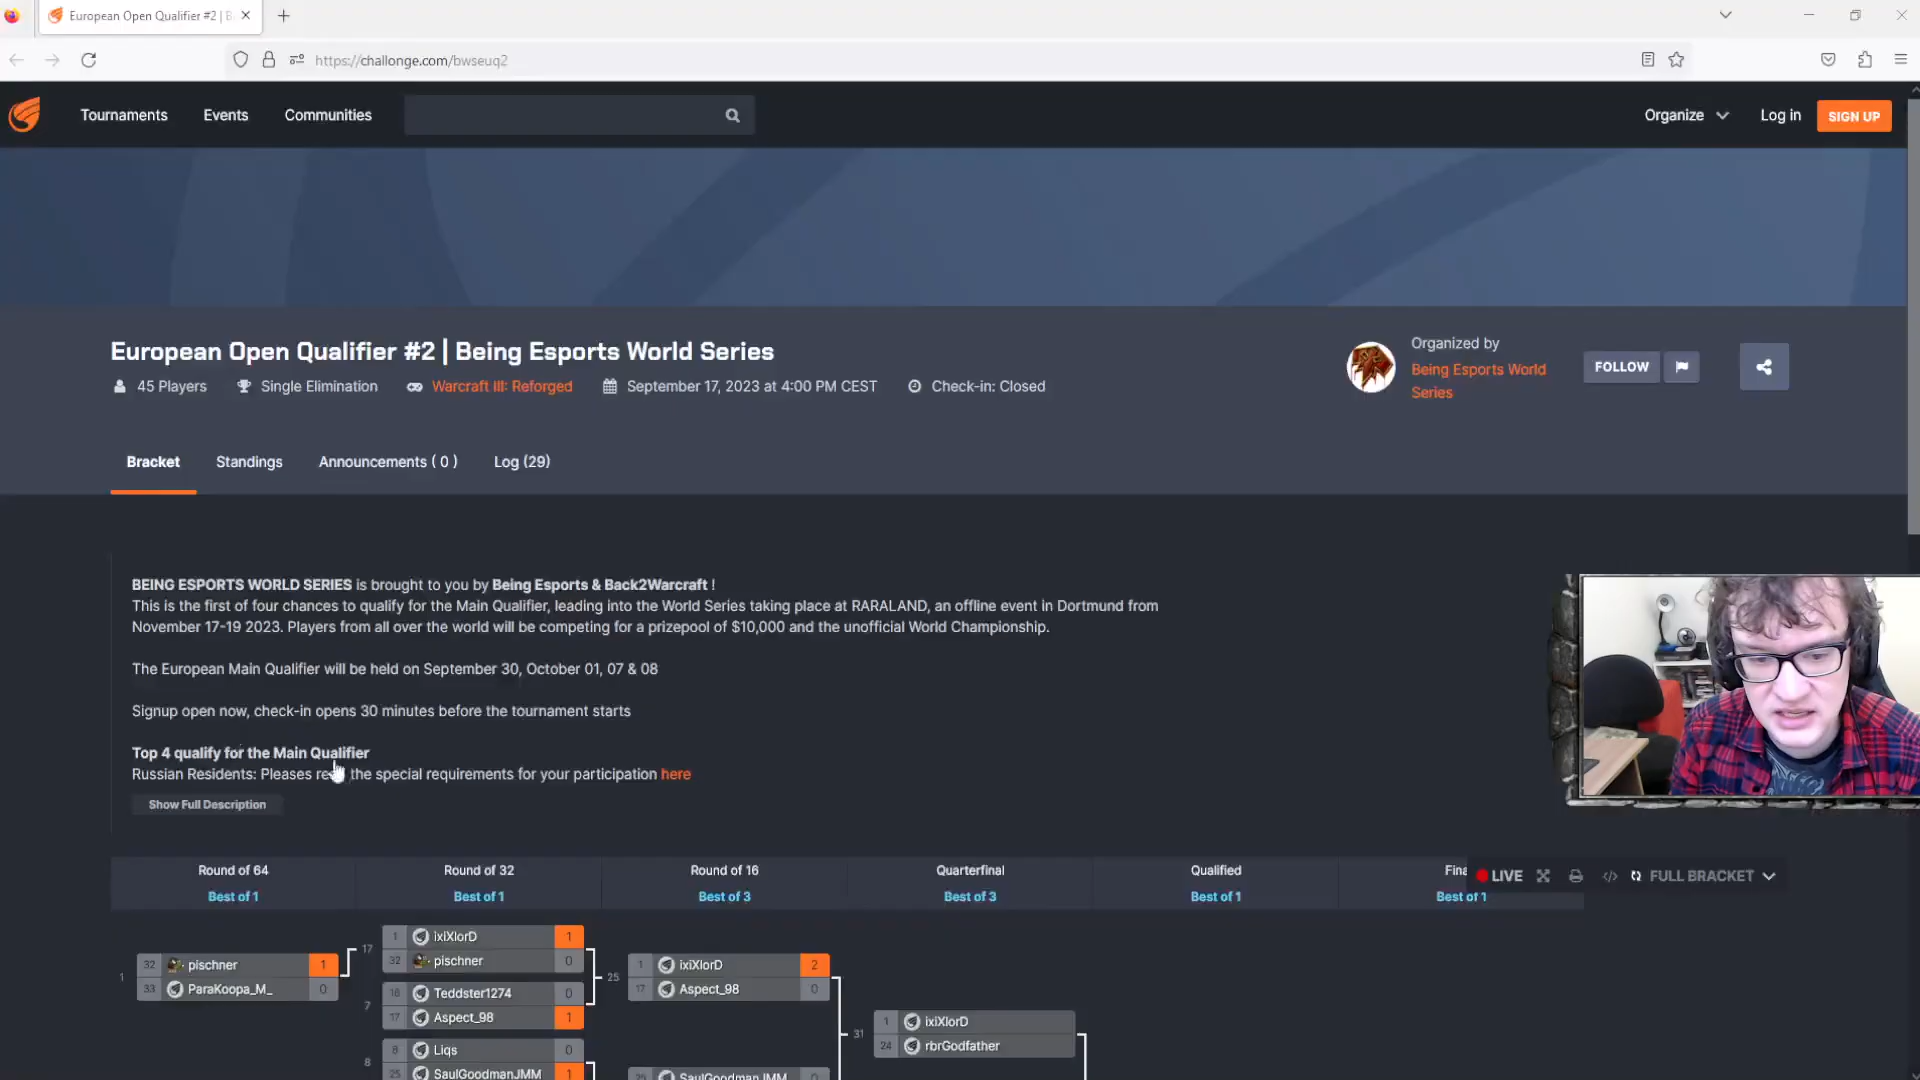 European Open Qualifier #2 | B
https://challonge.com/bwseuq2
Tournaments
Events
Communities
Organize
Log in
SIGN UP
European Open Qualifier #2 | Being Esports World Series
45 Players
Single Elimination
Warcraft III: Reforged
September 17, 2023 at 4:00 PM CEST
Check-in: Closed
Organized by
Being Esports World
Series
FOLLOW
Bracket
Standings
Announcements ( 0 )
Log (29)
BEING ESPORTS WORLD SERIES is brought to you by Being Esports & Back2Warcraft !
This is the first of four chances to qualify for the Main Qualifier, leading into the World Series taking place at RARALAND, an offline event in Dortmund from
November 17-19 2023. Players from all over the world will be competing for a prizepool of $10,000 and the unofficial World Championship.
The European Main Qualifier will be held on September 30, October 01, 07 & 08
Signup open now, check-in opens 30 minutes before the tournament starts
Top 4 qualify for the Main Qualifier
Russian Residents: Pleases re the special requirements for your participation here
Show Full Description
Round of 64
Best of 1
Round of 32
Best of 1
Round of 16
Best of 3
Quarterfinal
Best of 3
Qualified
Best of 1
Fina
Best of 1
LIVE
FULL BRACKET
1
32 pischner 1
33 ParaKoopa_M_ 0
17
1 ixiXlorD 1
32 pischner 0
7
16 Teddster1274 0
17 Aspect_98 1
8
8 Liqs 0
25 SaulGoodmanJMM 1
25
1 ixiXlorD 2
17 Aspect_98 0
25 SaulGoodmanJMM 0
31
1 ixiXlorD
24 rbrGodfather